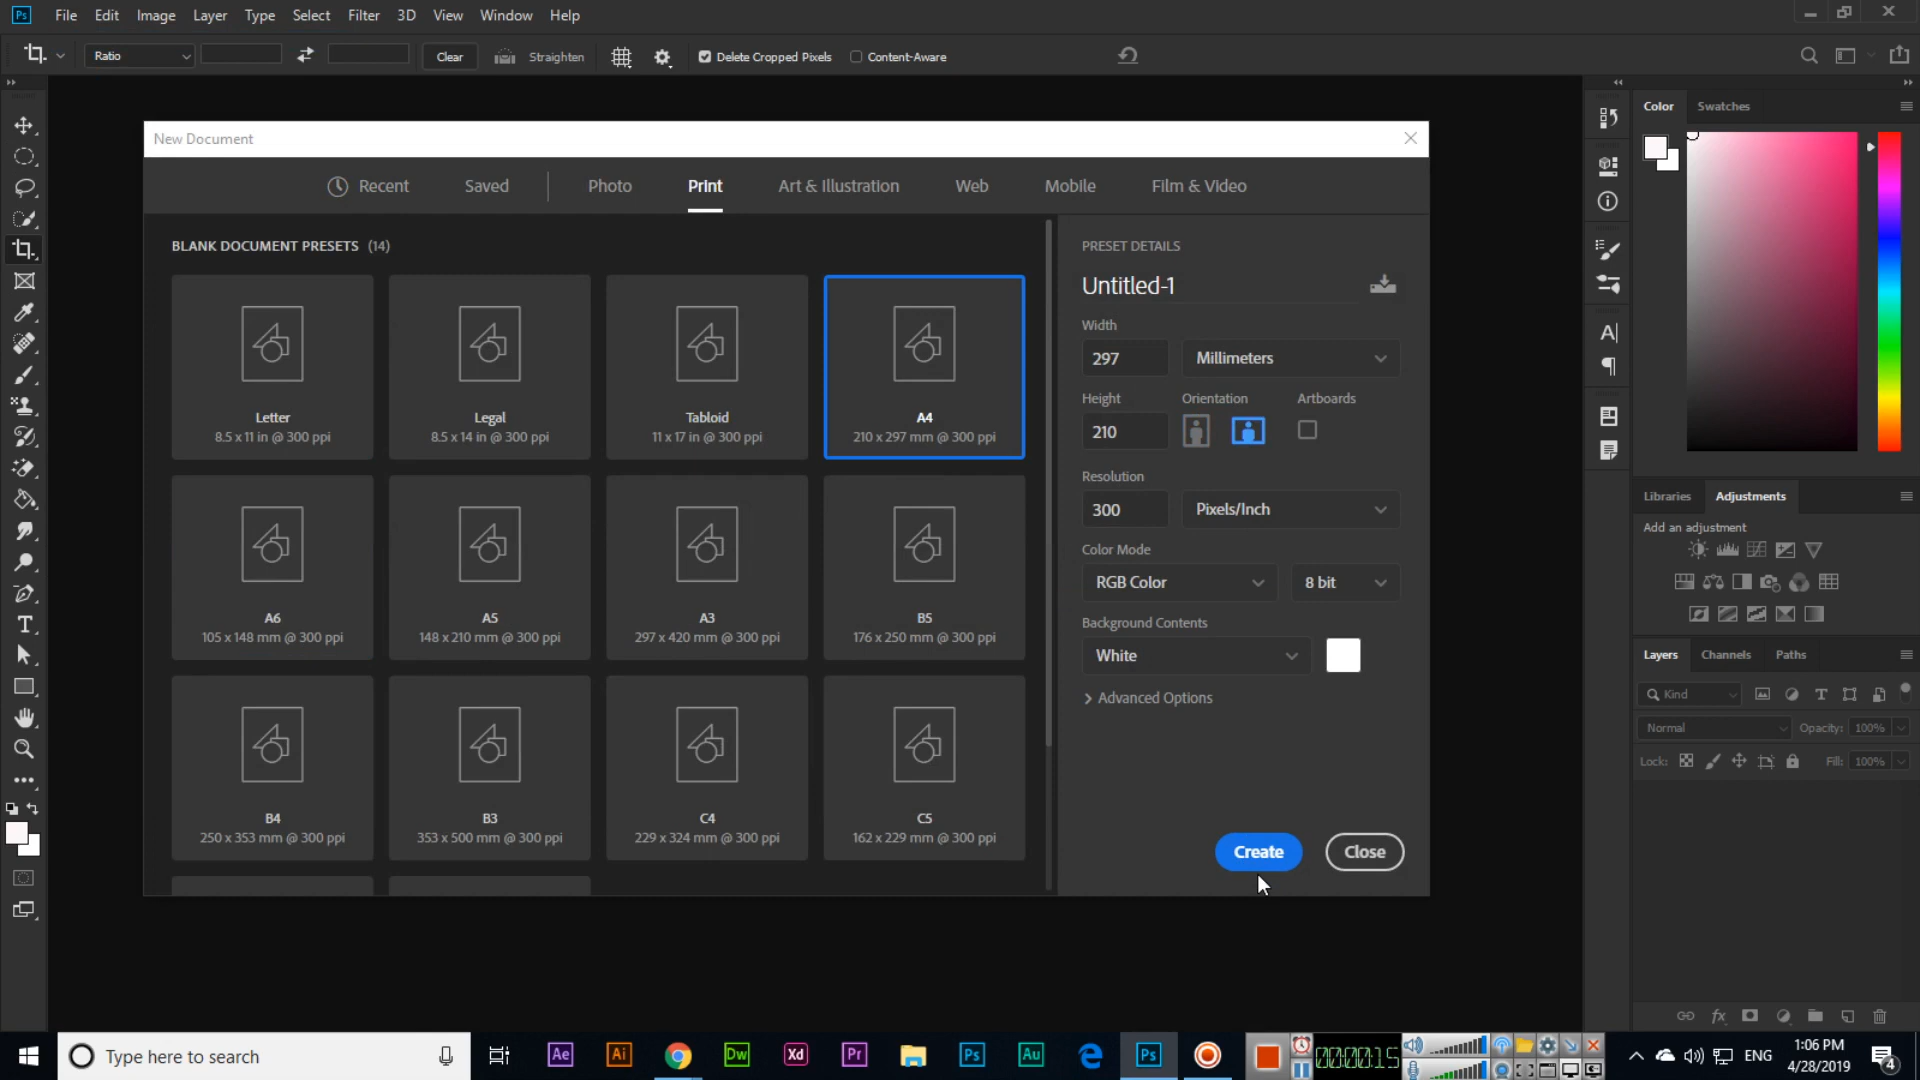 Ps File Edit Image Layer Type Select Filter 3D View Window Help
Ratio Clear Straighten Delete Cropped Pixels Content-Aware
New Document
Recent Saved Photo Print Art & Illustration Web Mobile Film & Video
BLANK DOCUMENT PRESETS (14)
Letter Legal Tabloid A4
8.5 x 11 in @ 300 ppi 8.5 x 14 in @ 300 ppi 11 x 17 in @ 300 ppi 210 x 297 mm @ 300 ppi
A6 A5 A3 B5
105 x 148 mm @ 300 ppi 148 x 210 mm @ 300 ppi 297 x 420 mm @ 300 ppi 176 x 250 mm @ 300 ppi
B4 B3 C4 C5
250 x 353 mm @ 300 ppi 353 x 500 mm @ 300 ppi 229 x 324 mm @ 300 ppi 162 x 229 mm @ 300 ppi
PRESET DETAILS
Untitled-1
Width
297 Millimeters
Height Orientation Artboards
210
Resolution
300 Pixels/Inch
Color Mode
RGB Color 8 bit
Background Contents
White
Advanced Options
Create Close
Color Swatches
Libraries Adjustments
Add an adjustment
Layers Channels Paths
Kind
Normal Opacity: 100%
Lock: Fill: 100%
fx
Type here to search Ae Ai Dw Xd Pr Ps Au Ps 00:00:15 ENG 1:06 PM
4/28/2019 4